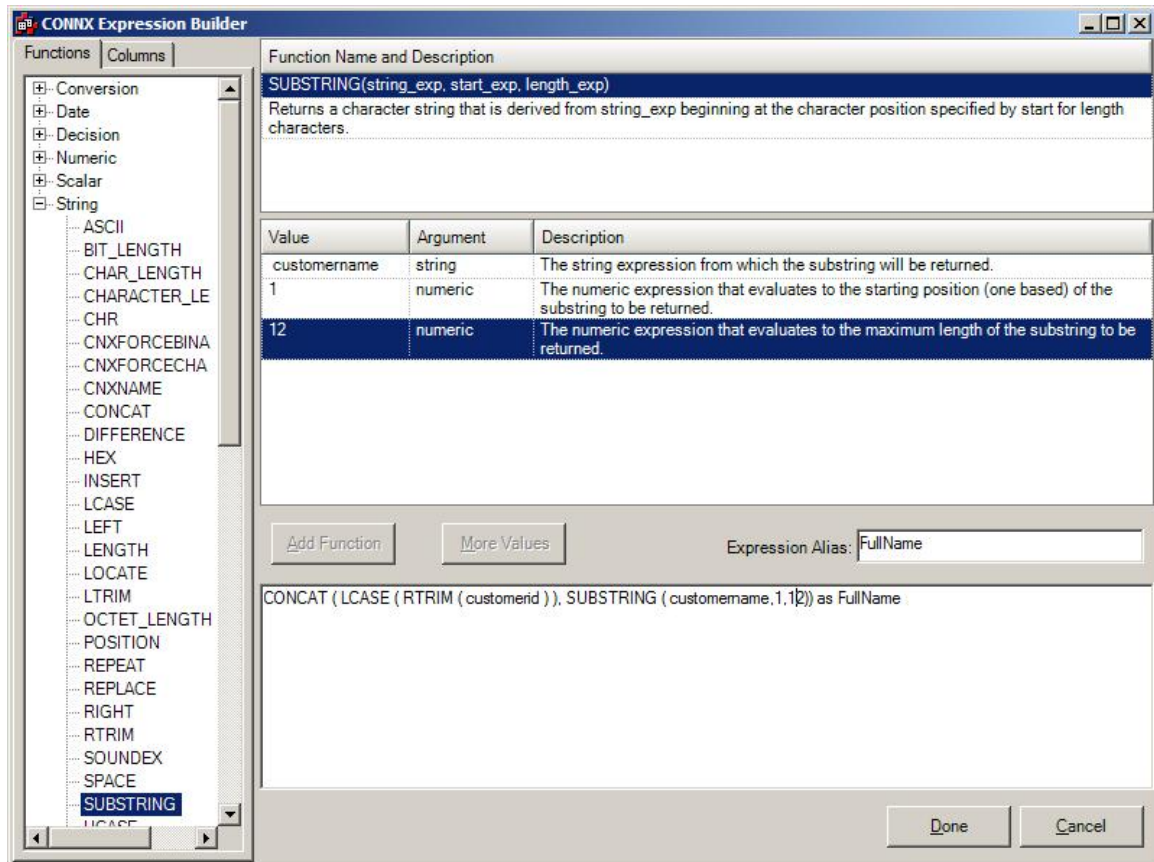 CONNX Expression Builder
Functions
Columns
Conversion
Date
Decision
Numeric
Scalar
String
ASCII
BIT_LENGTH
CHAR_LENGTH
CHARACTER_LE
CHR
CNXFORCEBINA
CNXFORCECHA
CNXNAME
CONCAT
DIFFERENCE
HEX
INSERT
LCASE
LEFT
LENGTH
LOCATE
LTRIM
OCTET_LENGTH
POSITION
REPEAT
REPLACE
RIGHT
RTRIM
SOUNDEX
SPACE
SUBSTRING
UCASE
Function Name and Description
SUBSTRING(string_exp, start_exp, length_exp)
Returns a character string that is derived from string_exp beginning at the character position specified by start for length
characters.
Value Argument Description
customername string The string expression from which the substring will be returned.
1 numeric The numeric expression that evaluates to the starting position (one based) of the
substring to be returned.
12 numeric The numeric expression that evaluates to the maximum length of the substring to be
returned.
Add Function
More Values
Expression Alias: FullName
CONCAT ( LCASE ( RTRIM ( customerid ) ), SUBSTRING ( customername,1,12)) as FullName
Done
Cancel